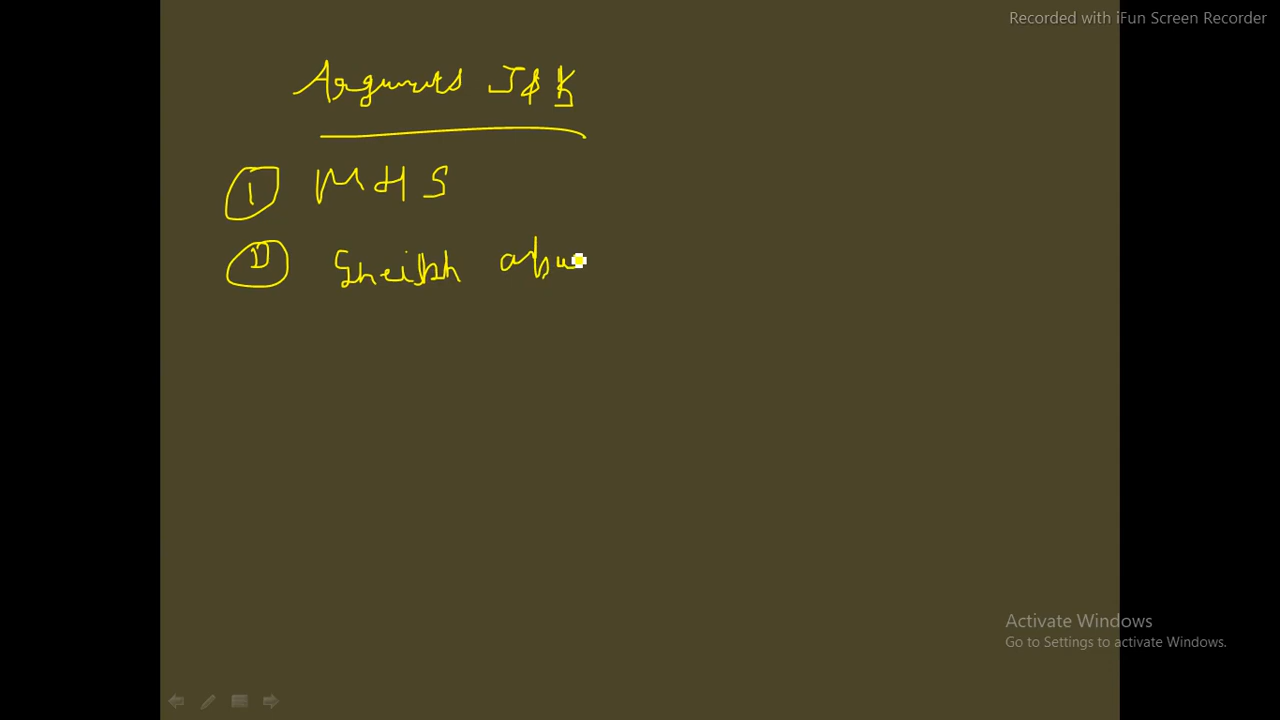 Recorded with iFun Screen Recorder
Arguments J & K
1 MHS
2 Sheikh abu
Activate Windows
Go to Settings to activate Windows.